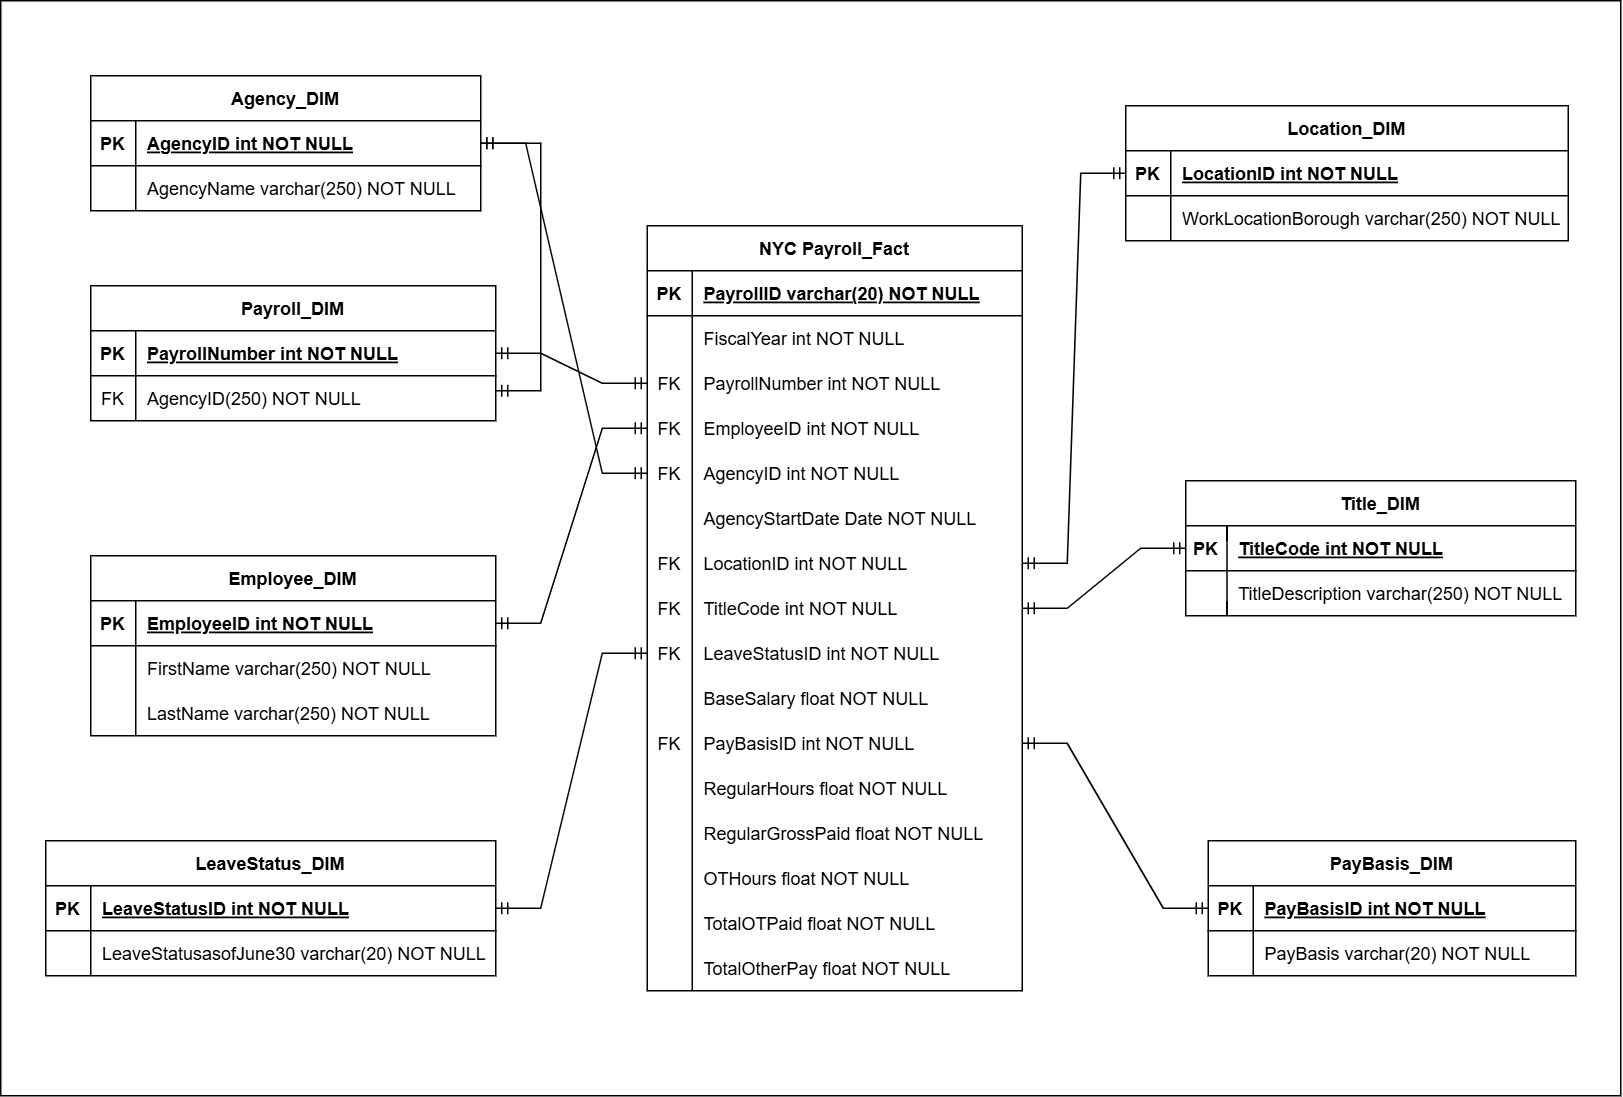 Agency_DIM
PK AgencyID int NOT NULL
AgencyName varchar(250) NOT NULL
Payroll_DIM
PK PayrollNumber int NOT NULL
FK AgencyID(250) NOT NULL
Employee_DIM
PK EmployeeID int NOT NULL
FirstName varchar(250) NOT NULL
LastName varchar(250) NOT NULL
LeaveStatus_DIM
PK LeaveStatusID int NOT NULL
LeaveStatusasofJune30 varchar(20) NOT NULL
NYC Payroll_Fact
PK PayrollID varchar(20) NOT NULL
FiscalYear int NOT NULL
FK PayrollNumber int NOT NULL
FK EmployeeID int NOT NULL
FK AgencyID int NOT NULL
AgencyStartDate Date NOT NULL
FK LocationID int NOT NULL
FK TitleCode int NOT NULL
FK LeaveStatusID int NOT NULL
BaseSalary float NOT NULL
FK PayBasisID int NOT NULL
RegularHours float NOT NULL
RegularGrossPaid float NOT NULL
OTHours float NOT NULL
TotalOTPaid float NOT NULL
TotalOtherPay float NOT NULL
Location_DIM
PK LocationID int NOT NULL
WorkLocationBorough varchar(250) NOT NULL
Title_DIM
PK TitleCode int NOT NULL
TitleDescription varchar(250) NOT NULL
PayBasis_DIM
PK PayBasisID int NOT NULL
PayBasis varchar(20) NOT NULL